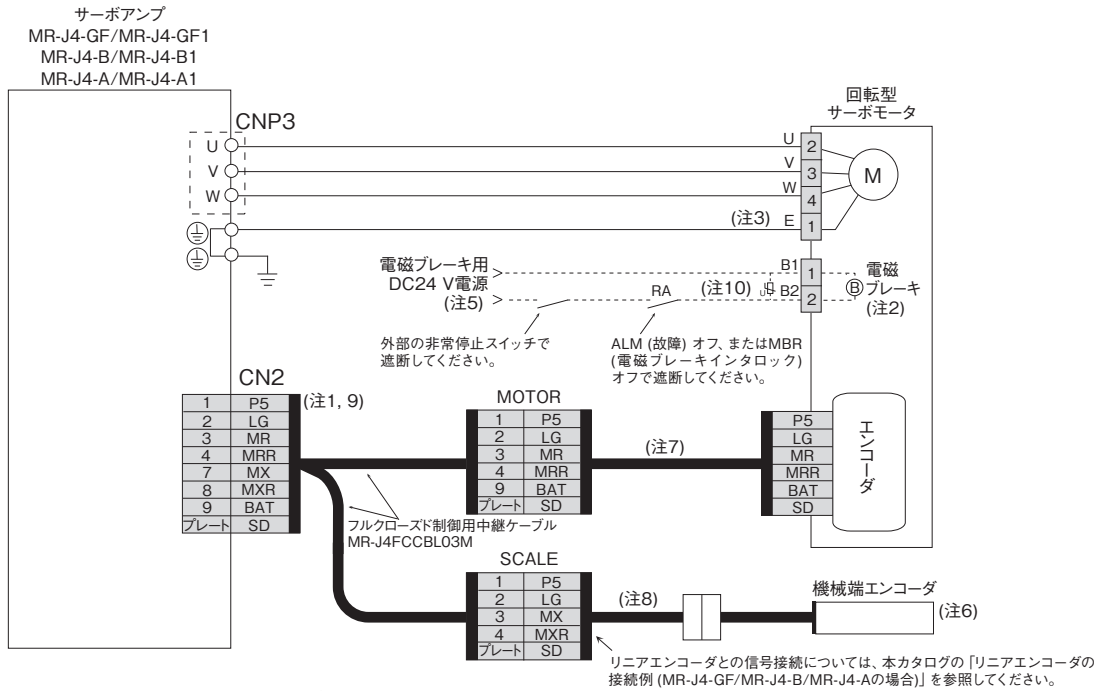 サーボアンプ
MR-J4-GF/MR-J4-GF1
MR-J4-B/MR-J4-B1
MR-J4-A/MR-J4-A1
回転型
サーボモータ
CNP3
U
V
W
U
V
W
(注3) E
2
3
4
1
M
電磁ブレーキ用
DC24 V電源
(注5)
RA
(注10)
U
B1
B2
1
2
B
電磁
ブレーキ
(注2)
外部の非常停止スイッチで
遮断してください。
ALM (故障) オフ、またはMBR
(電磁ブレーキインタロック)
オフで遮断してください。
CN2
(注1, 9)
1 P5
2 LG
3 MR
4 MRR
7 MX
8 MXR
9 BAT
プレート SD
MOTOR
1 P5
2 LG
3 MR
4 MRR
9 BAT
プレート SD
(注7)
P5
LG
MR
MRR
BAT
SD
エンコーダ
フルクローズド制御用中継ケーブル
MR-J4FCCBL03M
SCALE
1 P5
2 LG
3 MX
4 MXR
プレート SD
(注8)
機械端エンコーダ
(注6)
リニアエンコーダとの信号接続については、本カタログの「リニアエンコーダの
接続例 (MR-J4-GF/MR-J4-B/MR-J4-Aの場合)」を参照してください。